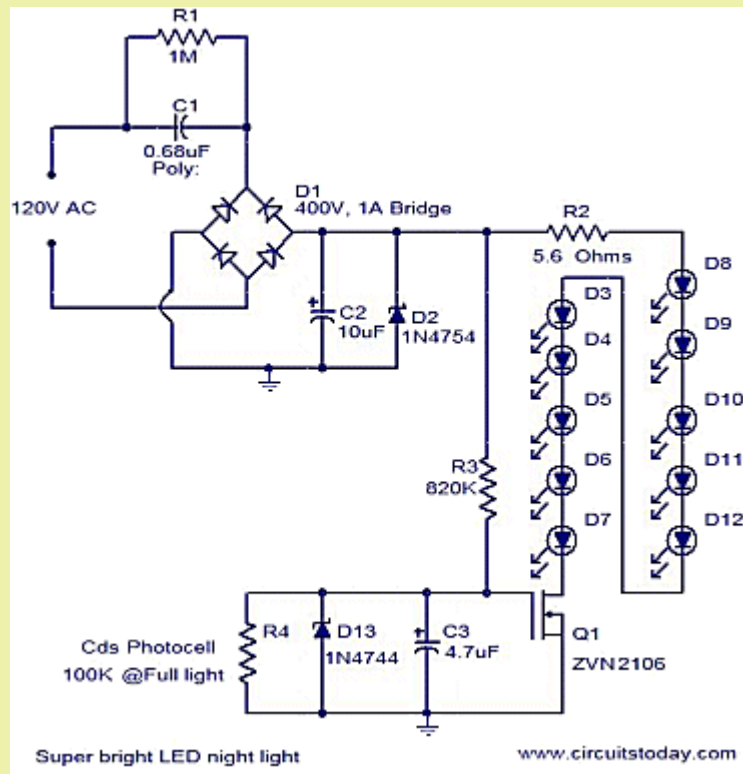 R1
1M
C1
0.68uF
Poly:
120V AC
D1
400V, 1A Bridge
R2
5.6 Ohms
C2
10uF
D2
1N4754
D3
D4
D5
D6
D7
D8
D9
D10
D11
D12
R3
820K
R4
Cds Photocell
100K @Full light
D13
1N4744
C3
4.7uF
Q1
ZVN2106
Super bright LED night light
www.circuitstoday.com